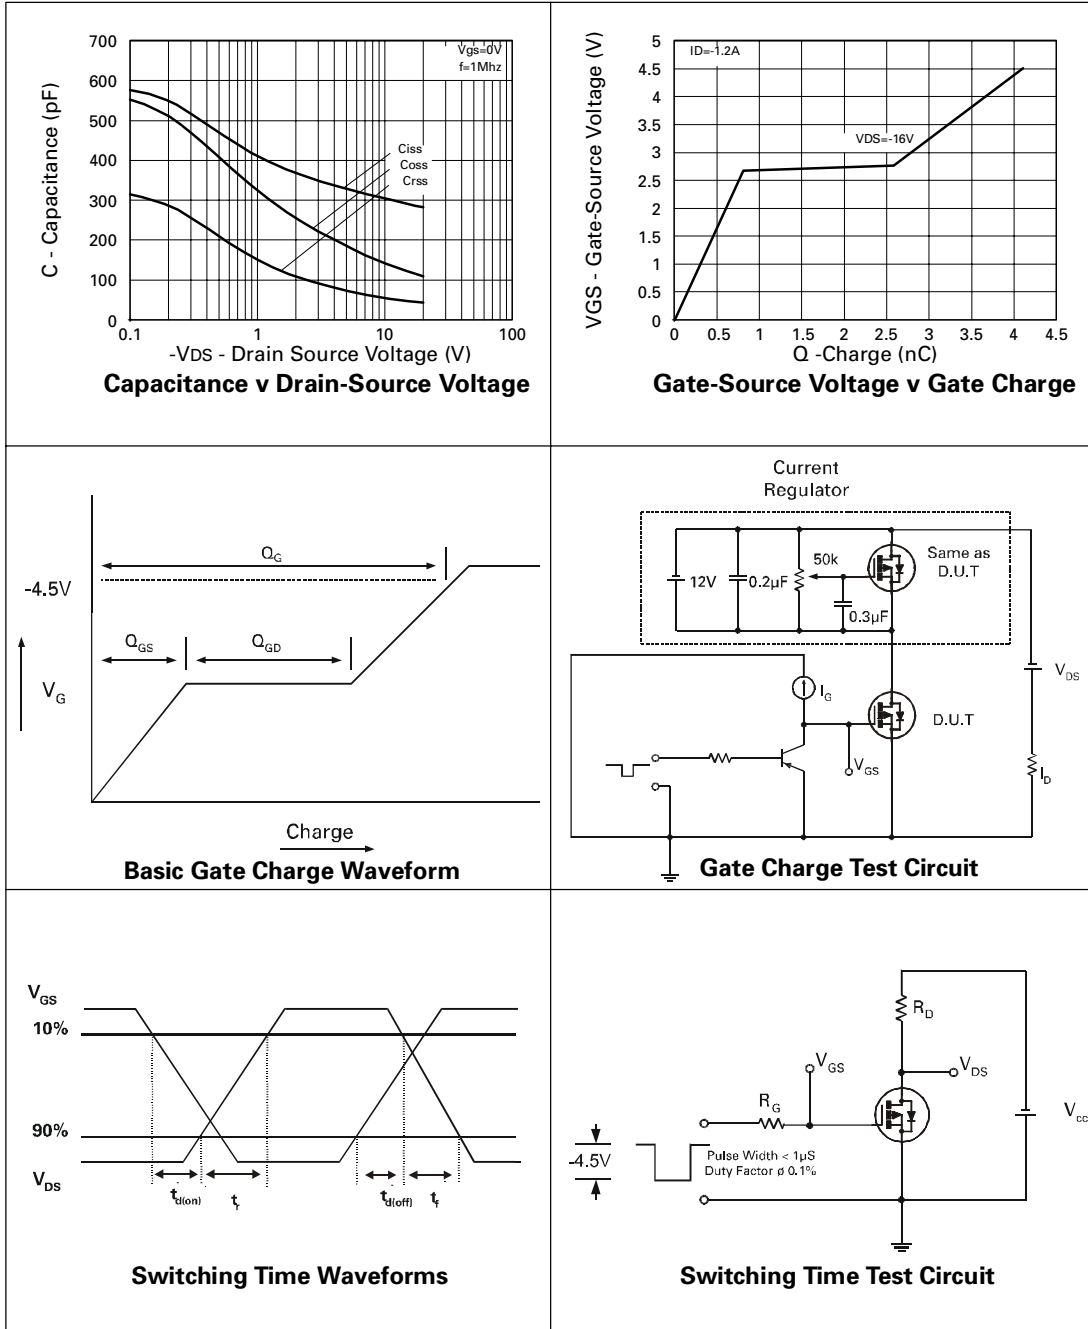 700
600
500
400
300
200
100
0
C - Capacitance (pF)
Vgs=0V
f=1Mhz
Ciss
Coss
Crss
0.1
1
10
100
-VDS - Drain Source Voltage (V)
Capacitance v Drain-Source Voltage
5
4.5
4
3.5
3
2.5
2
1.5
1
0.5
0
VGS - Gate-Source Voltage (V)
ID=-1.2A
VDS=-16V
0
0.5
1
1.5
2
2.5
3
3.5
4
4.5
Q -Charge (nC)
Gate-Source Voltage v Gate Charge
QG
-4.5V
QGS
QGD
VG
Charge
Basic Gate Charge Waveform
Current
Regulator
12V
0.2µF
50k
0.3µF
Same as
D.U.T
IG
VDS
D.U.T
VGS
ID
Gate Charge Test Circuit
VGS
10%
90%
VDS
td(on)
tr
td(off)
tf
Switching Time Waveforms
RD
VGS
VDS
RG
Vcc
-4.5V
Pulse Width < 1µS
Duty Factor ø 0.1%
Switching Time Test Circuit